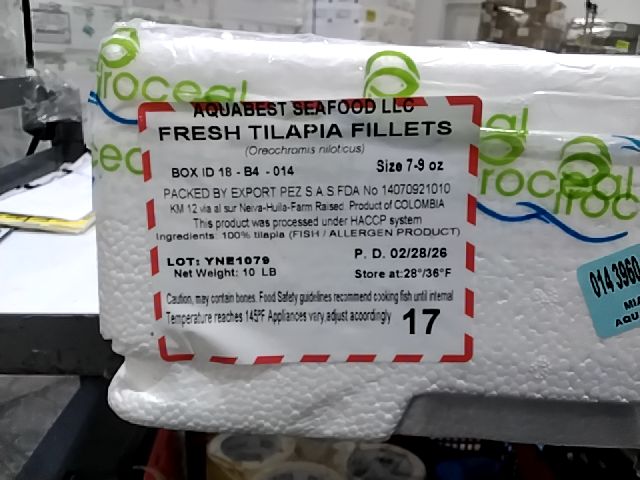 AQUABEST SEAFOOD LLC
FRESH TILAPIA FILLETS
(Oreochromis niloticus)
BOX ID 18 - B4 - 014 Size 7-9 oz
PACKED BY EXPORT PEZ S A S FDA No 14070921010
KM 12 via al sur Neiva-Huila-Farm Raised. Product of COLOMBIA
This product was processed under HACCP system
Ingredients: 100% tilapia (FISH / ALLERGEN PRODUCT)
LOT: YNE1079 P. D. 02/28/26
Net Weight: 10 LB Store at:28°/36°F
Caution, may contain bones. Food Safety guidelines recommend cooking fish until internal
Temperature reaches 145ºF Appliances vary, adjust accordingly 17
014 3960
MIA
AQU